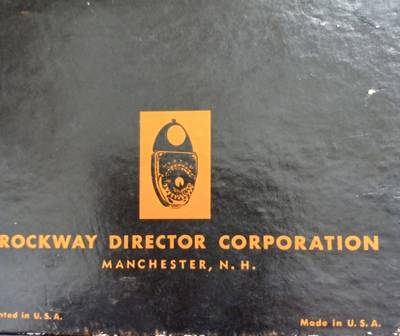 ROCKWAY DIRECTOR CORPORATION
MANCHESTER, N. H.
nted in U. S. A.
Made in U. S. A.